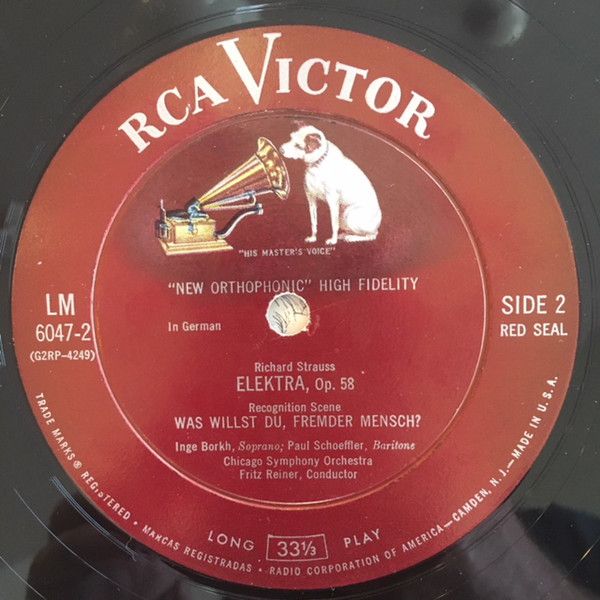 RCA VICTOR
"HIS MASTER'S VOICE"
"NEW ORTHOPHONIC" HIGH FIDELITY
LM
6047-2
(G2RP-4249)
SIDE 2
RED SEAL
In German
Richard Strauss
ELEKTRA, Op. 58
Recognition Scene
WAS WILLST DU, FREMDER MENSCH?
Inge Borkh, Soprano; Paul Schoeffler, Baritone
Chicago Symphony Orchestra
Fritz Reiner, Conductor
LONG 33⅓ PLAY
TRADE MARKS ® REGISTERED • MARCAS REGISTRADAS • RADIO CORPORATION OF AMERICA—CAMDEN, N. J.—MADE IN U.S.A.